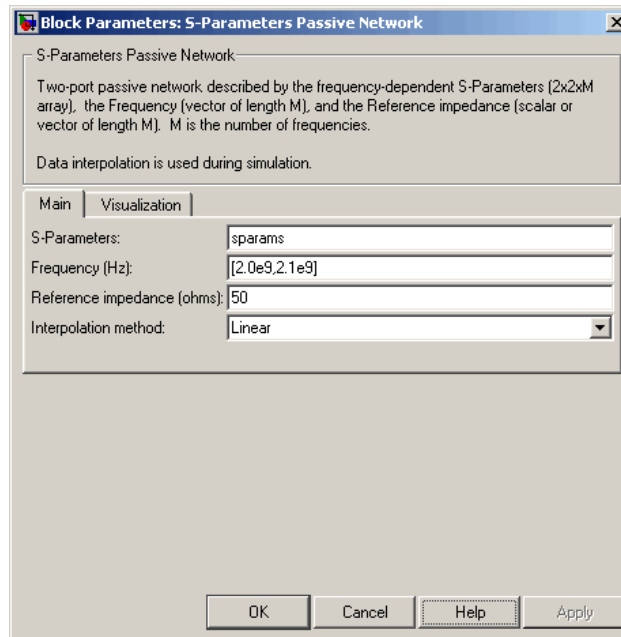 Block Parameters: S-Parameters Passive Network
S-Parameters Passive Network
Two-port passive network described by the frequency-dependent S-Parameters (2x2xM
array), the Frequency (vector of length M), and the Reference impedance (scalar or
vector of length M). M is the number of frequencies.
Data interpolation is used during simulation.
Main Visualization
S-Parameters: sparams
Frequency (Hz): [2.0e9,2.1e9]
Reference impedance (ohms): 50
Interpolation method: Linear
OK Cancel Help Apply